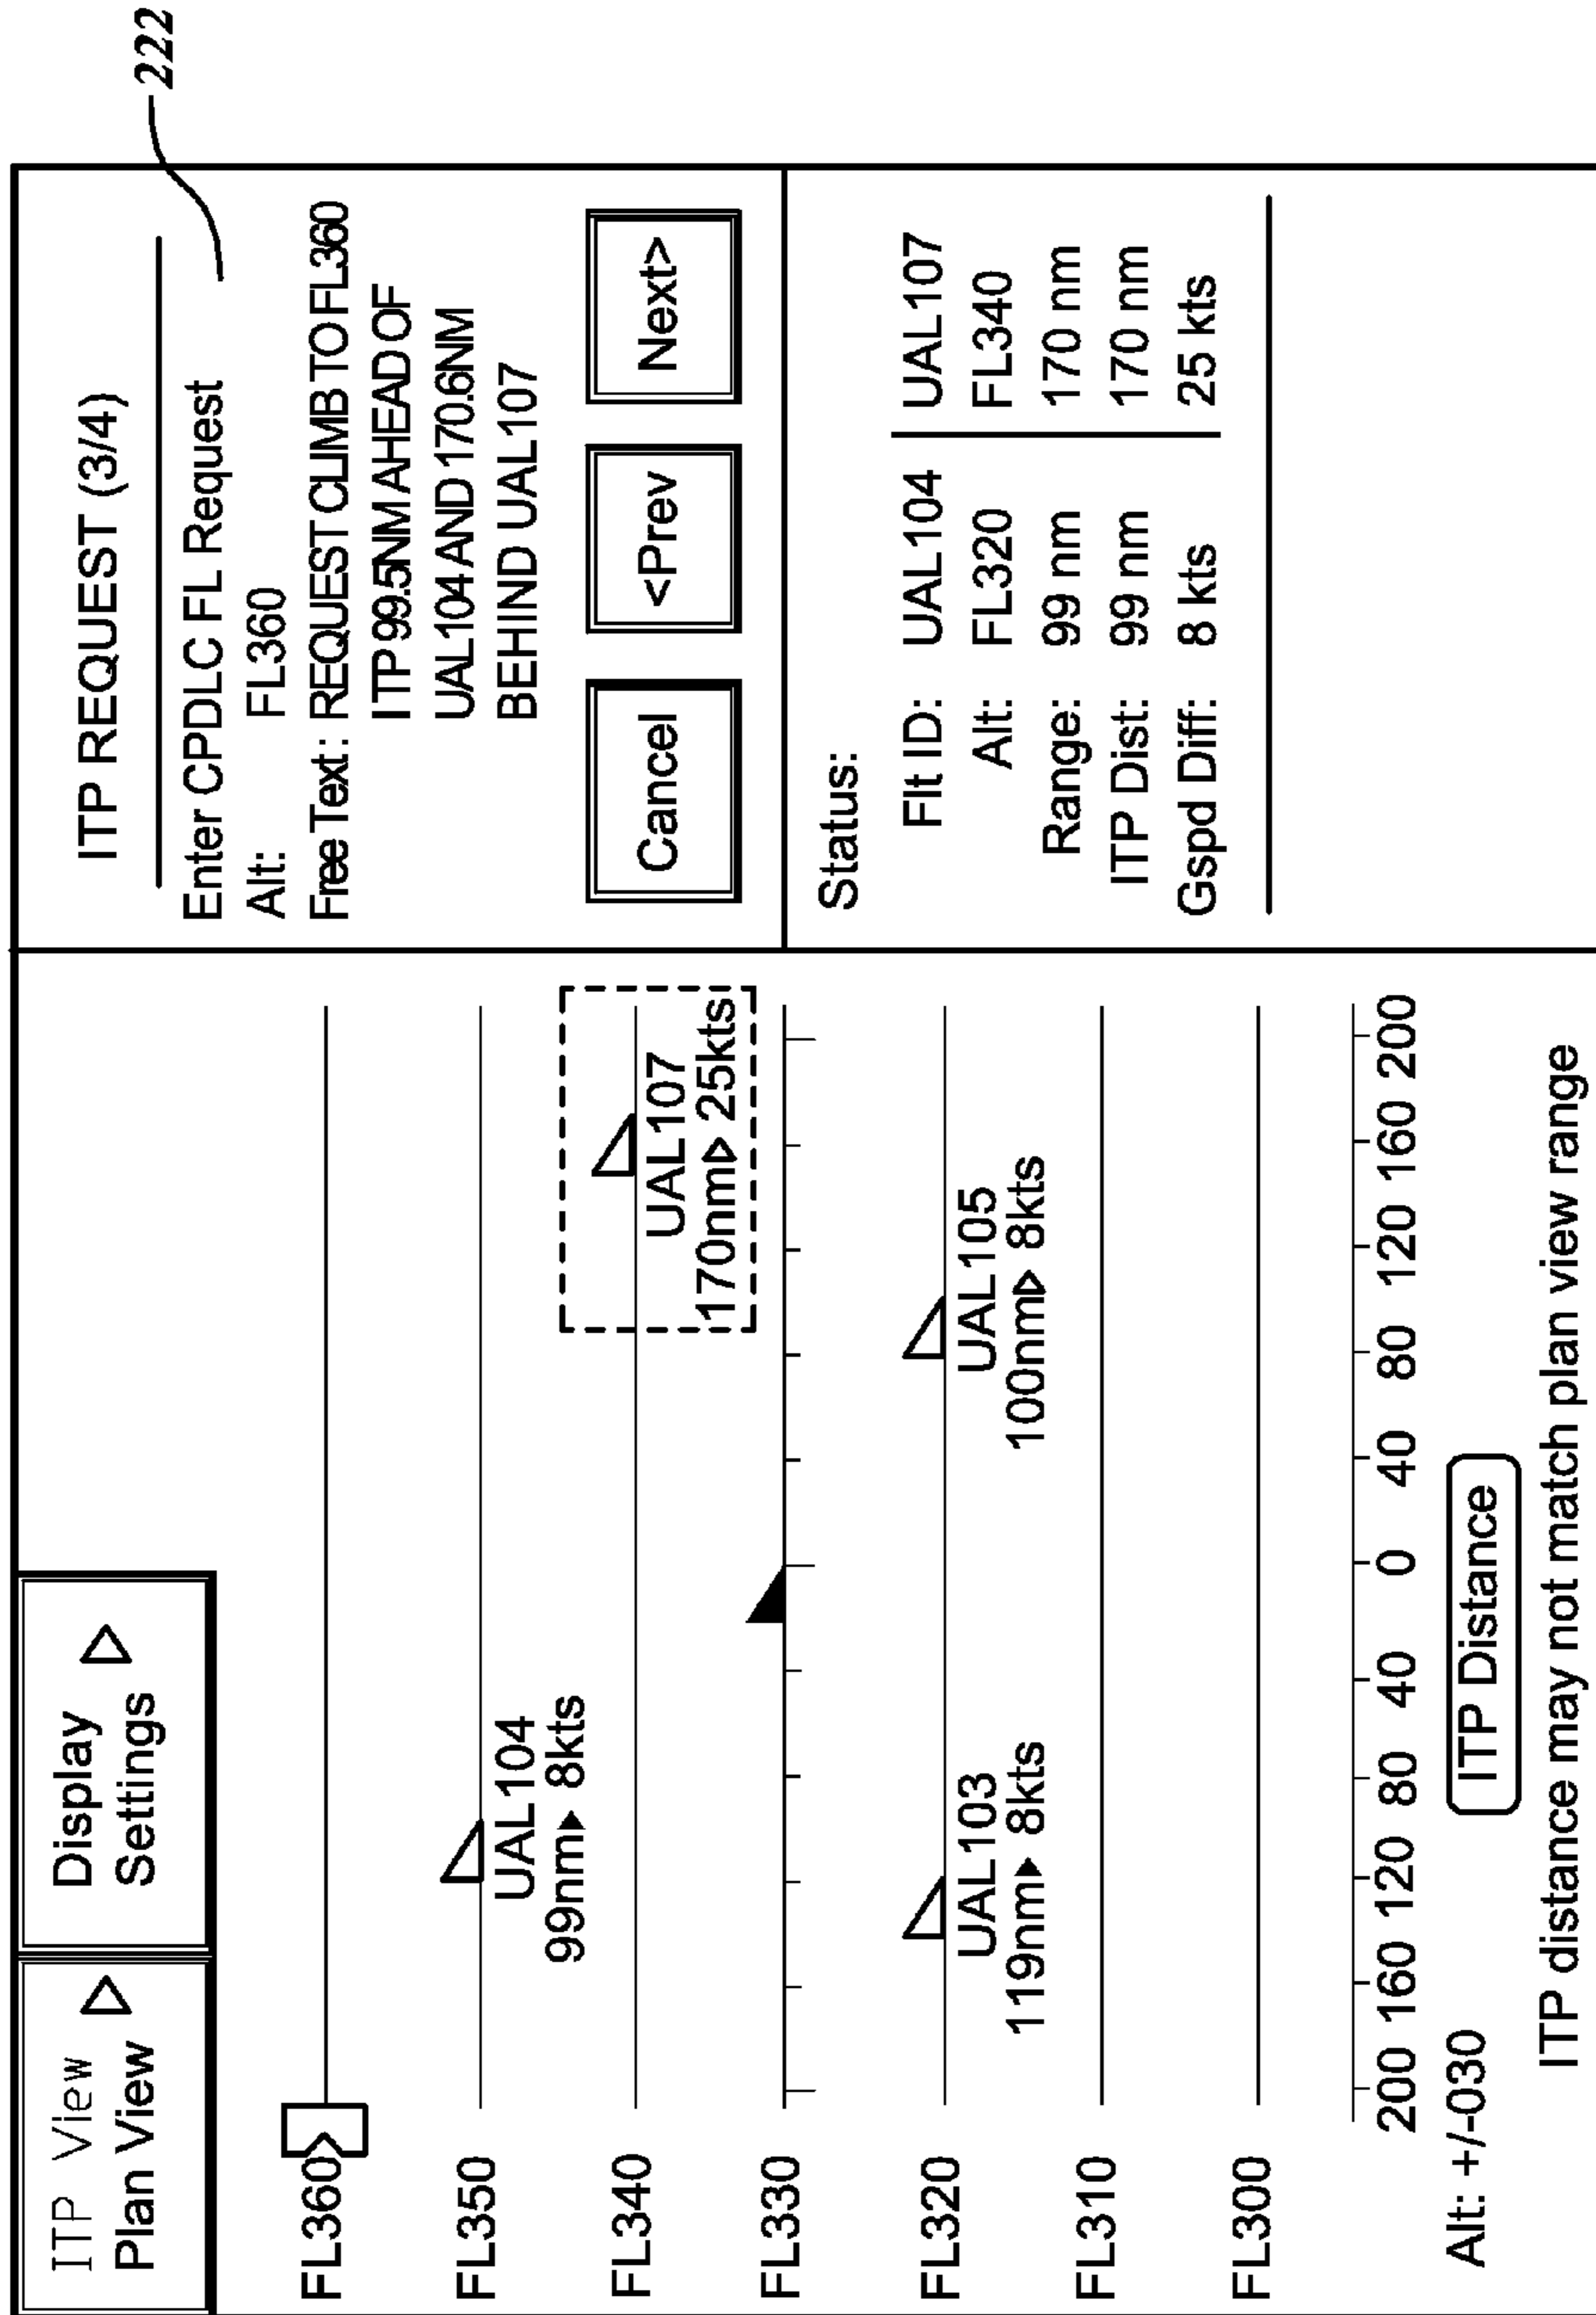 ITP View
Plan View
Display
Settings
FL360
FL350
UAL104
99nm 8kts
FL340
UAL107
170nm 25kts
FL330
FL320
UAL103
119nm 8kts
UAL105
100nm 8kts
FL310
FL300
200 160 120 80 40 0 40 80 120 160 200
Alt: +/-030
ITP Distance
ITP distance may not match plan view range
ITP REQUEST (3/4)
222
Enter CPDLC FL Request
Alt: FL360
Free Text: REQUEST CLIMB TO FL360
ITP 99.5NM AHEAD OF
UAL104 AND 170.6NM
BEHIND UAL107
Cancel <Prev Next>
Status:
Flt ID: UAL104 UAL107
Alt: FL320 FL340
Range: 99 nm 170 nm
ITP Dist: 99 nm 170 nm
Gspd Diff: 8 kts 25 kts